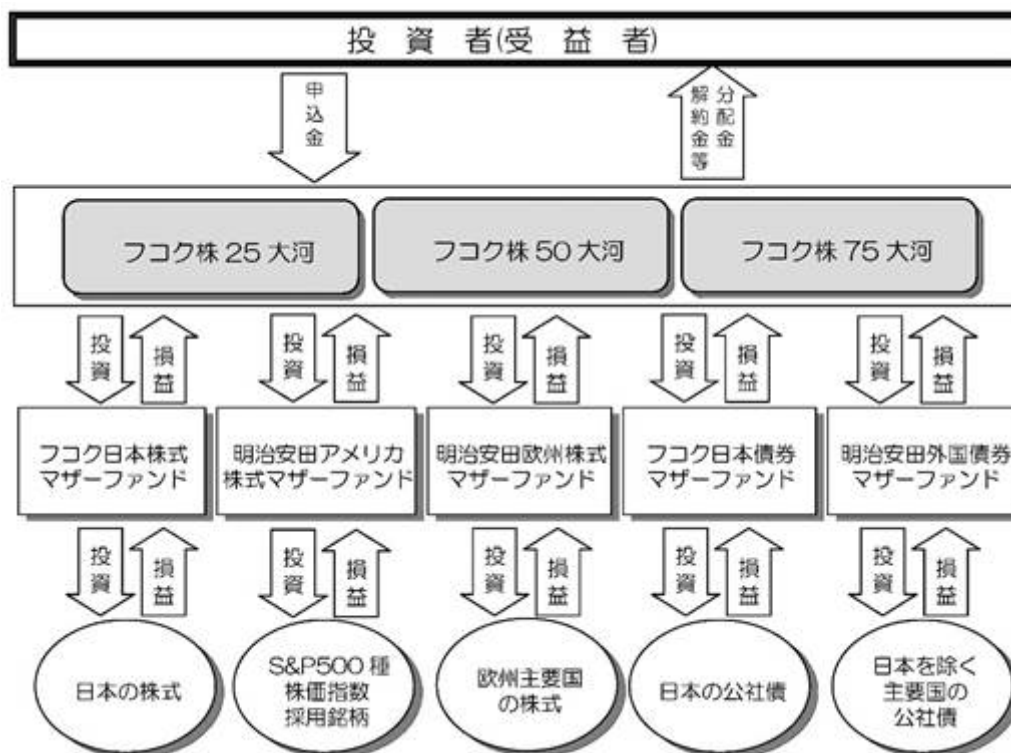 投資者(受益者)
申込金
分配金
解約金等
フコク株25大河
フコク株50大河
フコク株75大河
投資
損益
投資
損益
投資
損益
投資
損益
投資
損益
フコク日本株式
マザーファンド
明治安田アメリカ
株式マザーファンド
明治安田欧州株式
マザーファンド
フコク日本債券
マザーファンド
明治安田外国債券
マザーファンド
投資
損益
投資
損益
投資
損益
投資
損益
投資
損益
日本の株式
S&P500種
株価指数
採用銘柄
欧州主要国
の株式
日本の公社債
日本を除く
主要国の
公社債